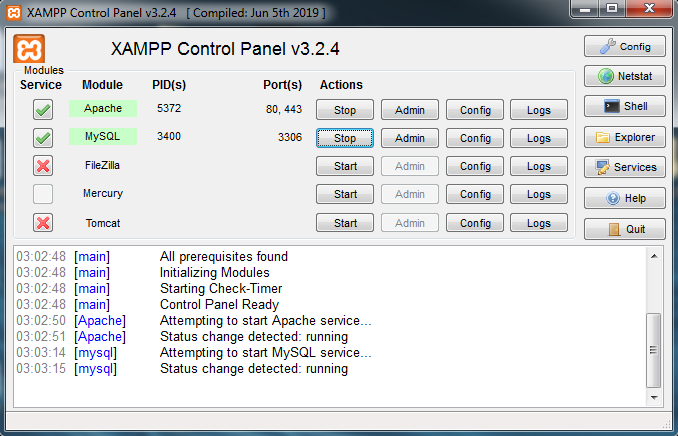 XAMPP Control Panel v3.2.4 [ Compiled: Jun 5th 2019 ]
XAMPP Control Panel v3.2.4
Config
Modules
Service Module PID(s) Port(s) Actions
Netstat
Apache 5372 80, 443 Stop Admin Config Logs
Shell
MySQL 3400 3306 Stop Admin Config Logs
Explorer
FileZilla Start Admin Config Logs
Services
Mercury Start Admin Config Logs
Help
Tomcat Start Admin Config Logs
Quit
03:02:48 [main] All prerequisites found
03:02:48 [main] Initializing Modules
03:02:48 [main] Starting Check-Timer
03:02:48 [main] Control Panel Ready
03:02:50 [Apache] Attempting to start Apache service...
03:02:51 [Apache] Status change detected: running
03:03:14 [mysql] Attempting to start MySQL service...
03:03:15 [mysql] Status change detected: running